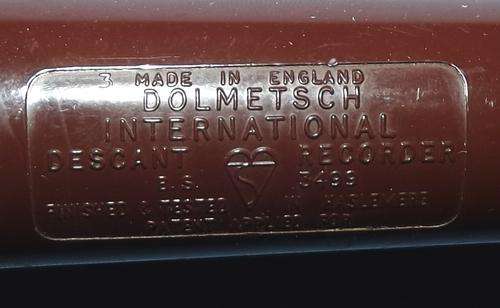 3 MADE IN ENGLAND
DOLMETSCH
INTERNATIONAL
DESCANT RECORDER
B.S. 3499
FINISHED & TESTED IN HASLEMERE
PATENT APPLIED FOR